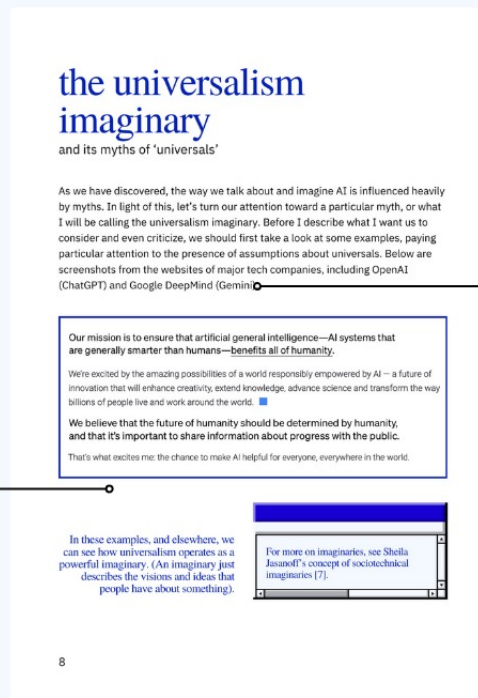 the universalism
imaginary
and its myths of ‘universals’
As we have discovered, the way we talk about and imagine AI is influenced heavily
by myths. In light of this, let’s turn our attention toward a particular myth, or what
I will be calling the universalism imaginary. Before I describe what I want us to
consider and even criticize, we should first take a look at some examples, paying
particular attention to the presence of assumptions about universals. Below are
screenshots from the websites of major tech companies, including OpenAI
(ChatGPT) and Google DeepMind (Gemini)
Our mission is to ensure that artificial general intelligence—AI systems that
are generally smarter than humans—benefits all of humanity.
We’re excited by the amazing possibilities of a world responsibly empowered by AI — a future of
innovation that will enhance creativity, extend knowledge, advance science and transform the way
billions of people live and work around the world.
We believe that the future of humanity should be determined by humanity,
and that it’s important to share information about progress with the public.
That’s what excites me: the chance to make AI helpful for everyone, everywhere in the world.
In these examples, and elsewhere, we
can see how universalism operates as a
powerful imaginary. (An imaginary just
describes the visions and ideas that
people have about something).
For more on imaginaries, see Sheila
Jasanoff’s concept of sociotechnical
imaginaries [7].
8